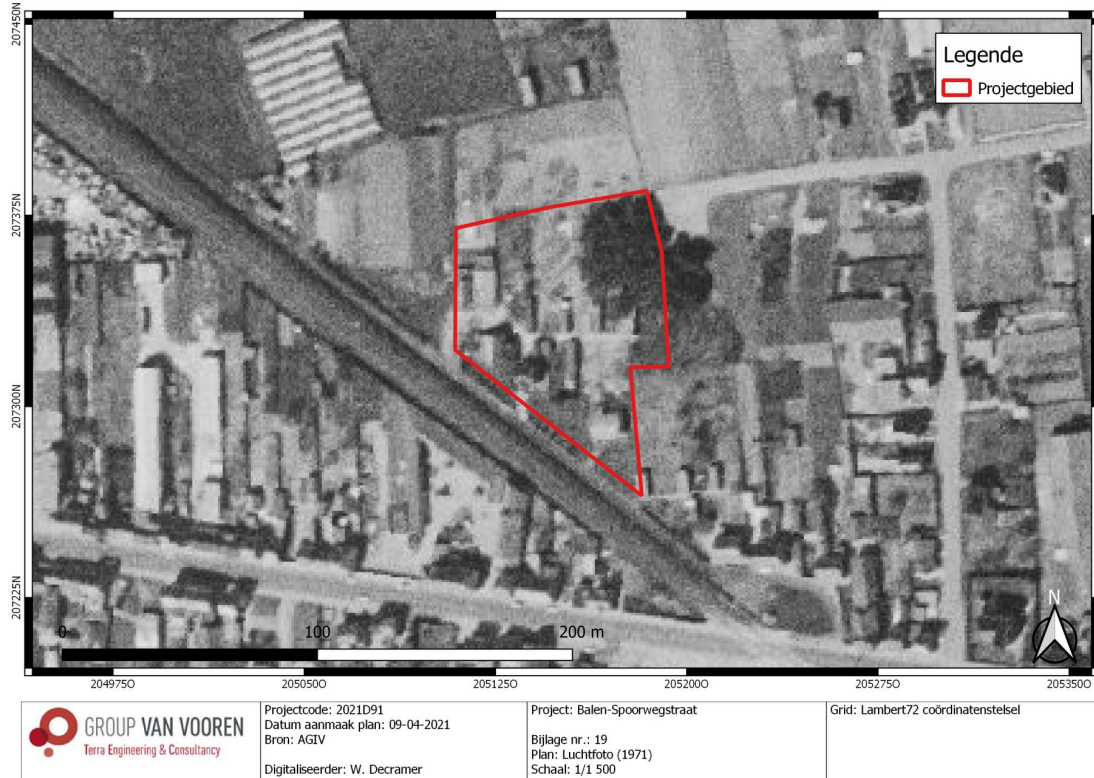 207450N
207375N
207300N
207225N
Legende
Projectgebied
N
0 100 200 m
204975O 205050O 205125O 205200O 205275O 205350O
GROUP VAN VOOREN
Terra Engineering & Consultancy
Projectcode: 2021D91
Datum aanmaak plan: 09-04-2021
Bron: AGIV
Digitaliseerder: W. Decramer
Project: Balen-Spoorwegstraat
Bijlage nr.: 19
Plan: Luchtfoto (1971)
Schaal: 1/1 500
Grid: Lambert72 coördinatenstelsel